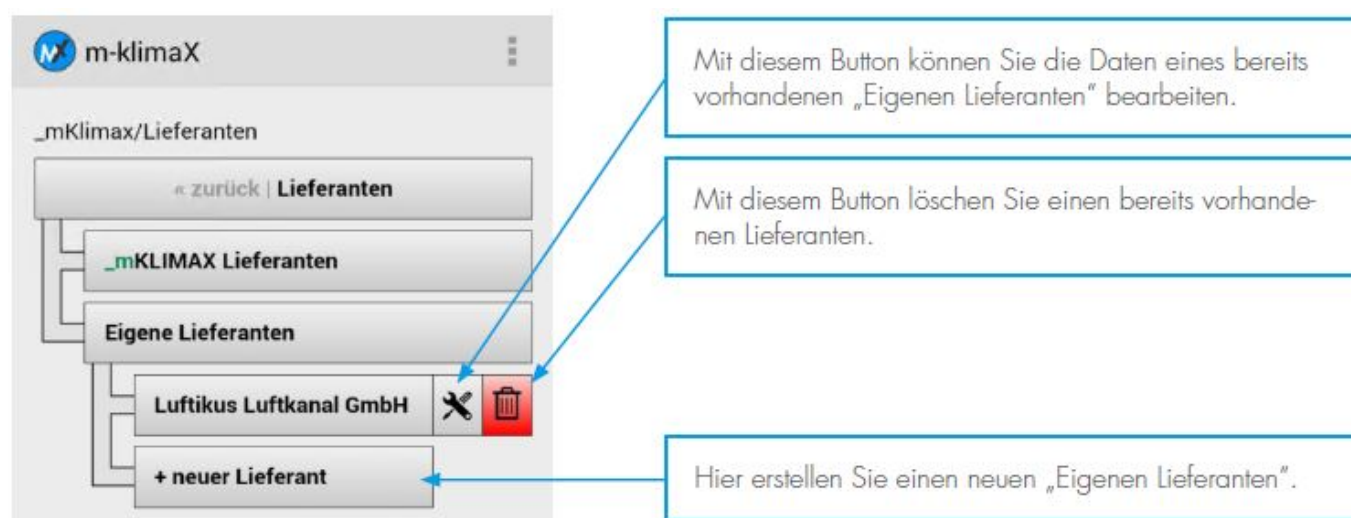 m-klimaX
_mKlimax/Lieferanten
« zurück | Lieferanten
_mKLIMAX Lieferanten
Eigene Lieferanten
Luftikus Luftkanal GmbH
+ neuer Lieferant
Mit diesem Button können Sie die Daten eines bereits
vorhandenen „Eigenen Lieferanten“ bearbeiten.
Mit diesem Button löschen Sie einen bereits vorhande-
nen Lieferanten.
Hier erstellen Sie einen neuen „Eigenen Lieferanten“.